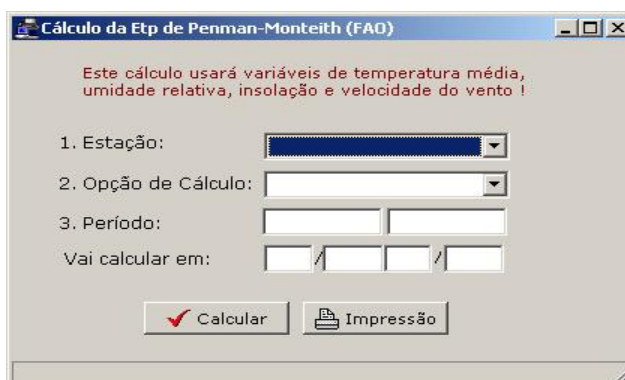 Cálculo da Etp de Penman-Monteith (FAO)
Este cálculo usará variáveis de temperatura média,
umidade relativa, insolação e velocidade do vento !
1. Estação:
2. Opção de Cálculo:
3. Período:
Vai calcular em: / /
Calcular Impressão